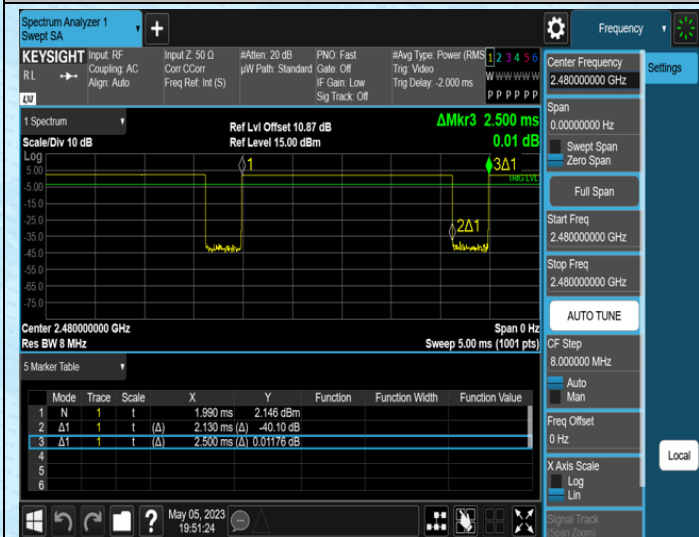 Spectrum Analyzer 1
Swept SA
+
Frequency
KEYSIGHT
RL
LXI
Input: RF
Coupling: AC
Align: Auto
Input Z: 50 Ω
Corr CCorr
Freq Ref: Int (S)
#Atten: 20 dB
µW Path: Standard
PNO: Fast
Gate: Off
IF Gain: Low
Sig Track: Off
#Avg Type: Power (RMS
Trig: Video
Trig Delay: -2.000 ms
1 2 3 4 5 6
W W W W W W
P P P P P P
1 Spectrum
Scale/Div 10 dB
Log
Ref Lvl Offset 10.87 dB
Ref Level 15.00 dBm
ΔMkr3 2.500 ms
0.01 dB
5.00
-5.00
-15.0
-25.0
-35.0
-45.0
-55.0
-65.0
-75.0
1
3Δ1
TRIG LVL
2Δ1
Center 2.480000000 GHz
Res BW 8 MHz
Span 0 Hz
Sweep 5.00 ms (1001 pts)
5 Marker Table
Mode Trace Scale X Y Function Function Width Function Value
1 N 1 t 1.990 ms 2.146 dBm
2 Δ1 1 t (Δ) 2.130 ms (Δ) -40.10 dB
3 Δ1 1 t (Δ) 2.500 ms (Δ) 0.01176 dB
4
5
6
?
May 05, 2023
19:51:24
Center Frequency
2.480000000 GHz
Settings
Span
0.00000000 Hz
Swept Span
Zero Span
Full Span
Start Freq
2.480000000 GHz
Stop Freq
2.480000000 GHz
AUTO TUNE
CF Step
8.000000 MHz
Auto
Man
Freq Offset
0 Hz
X Axis Scale
Log
Lin
Local
Signal Track
(Span Zoom)